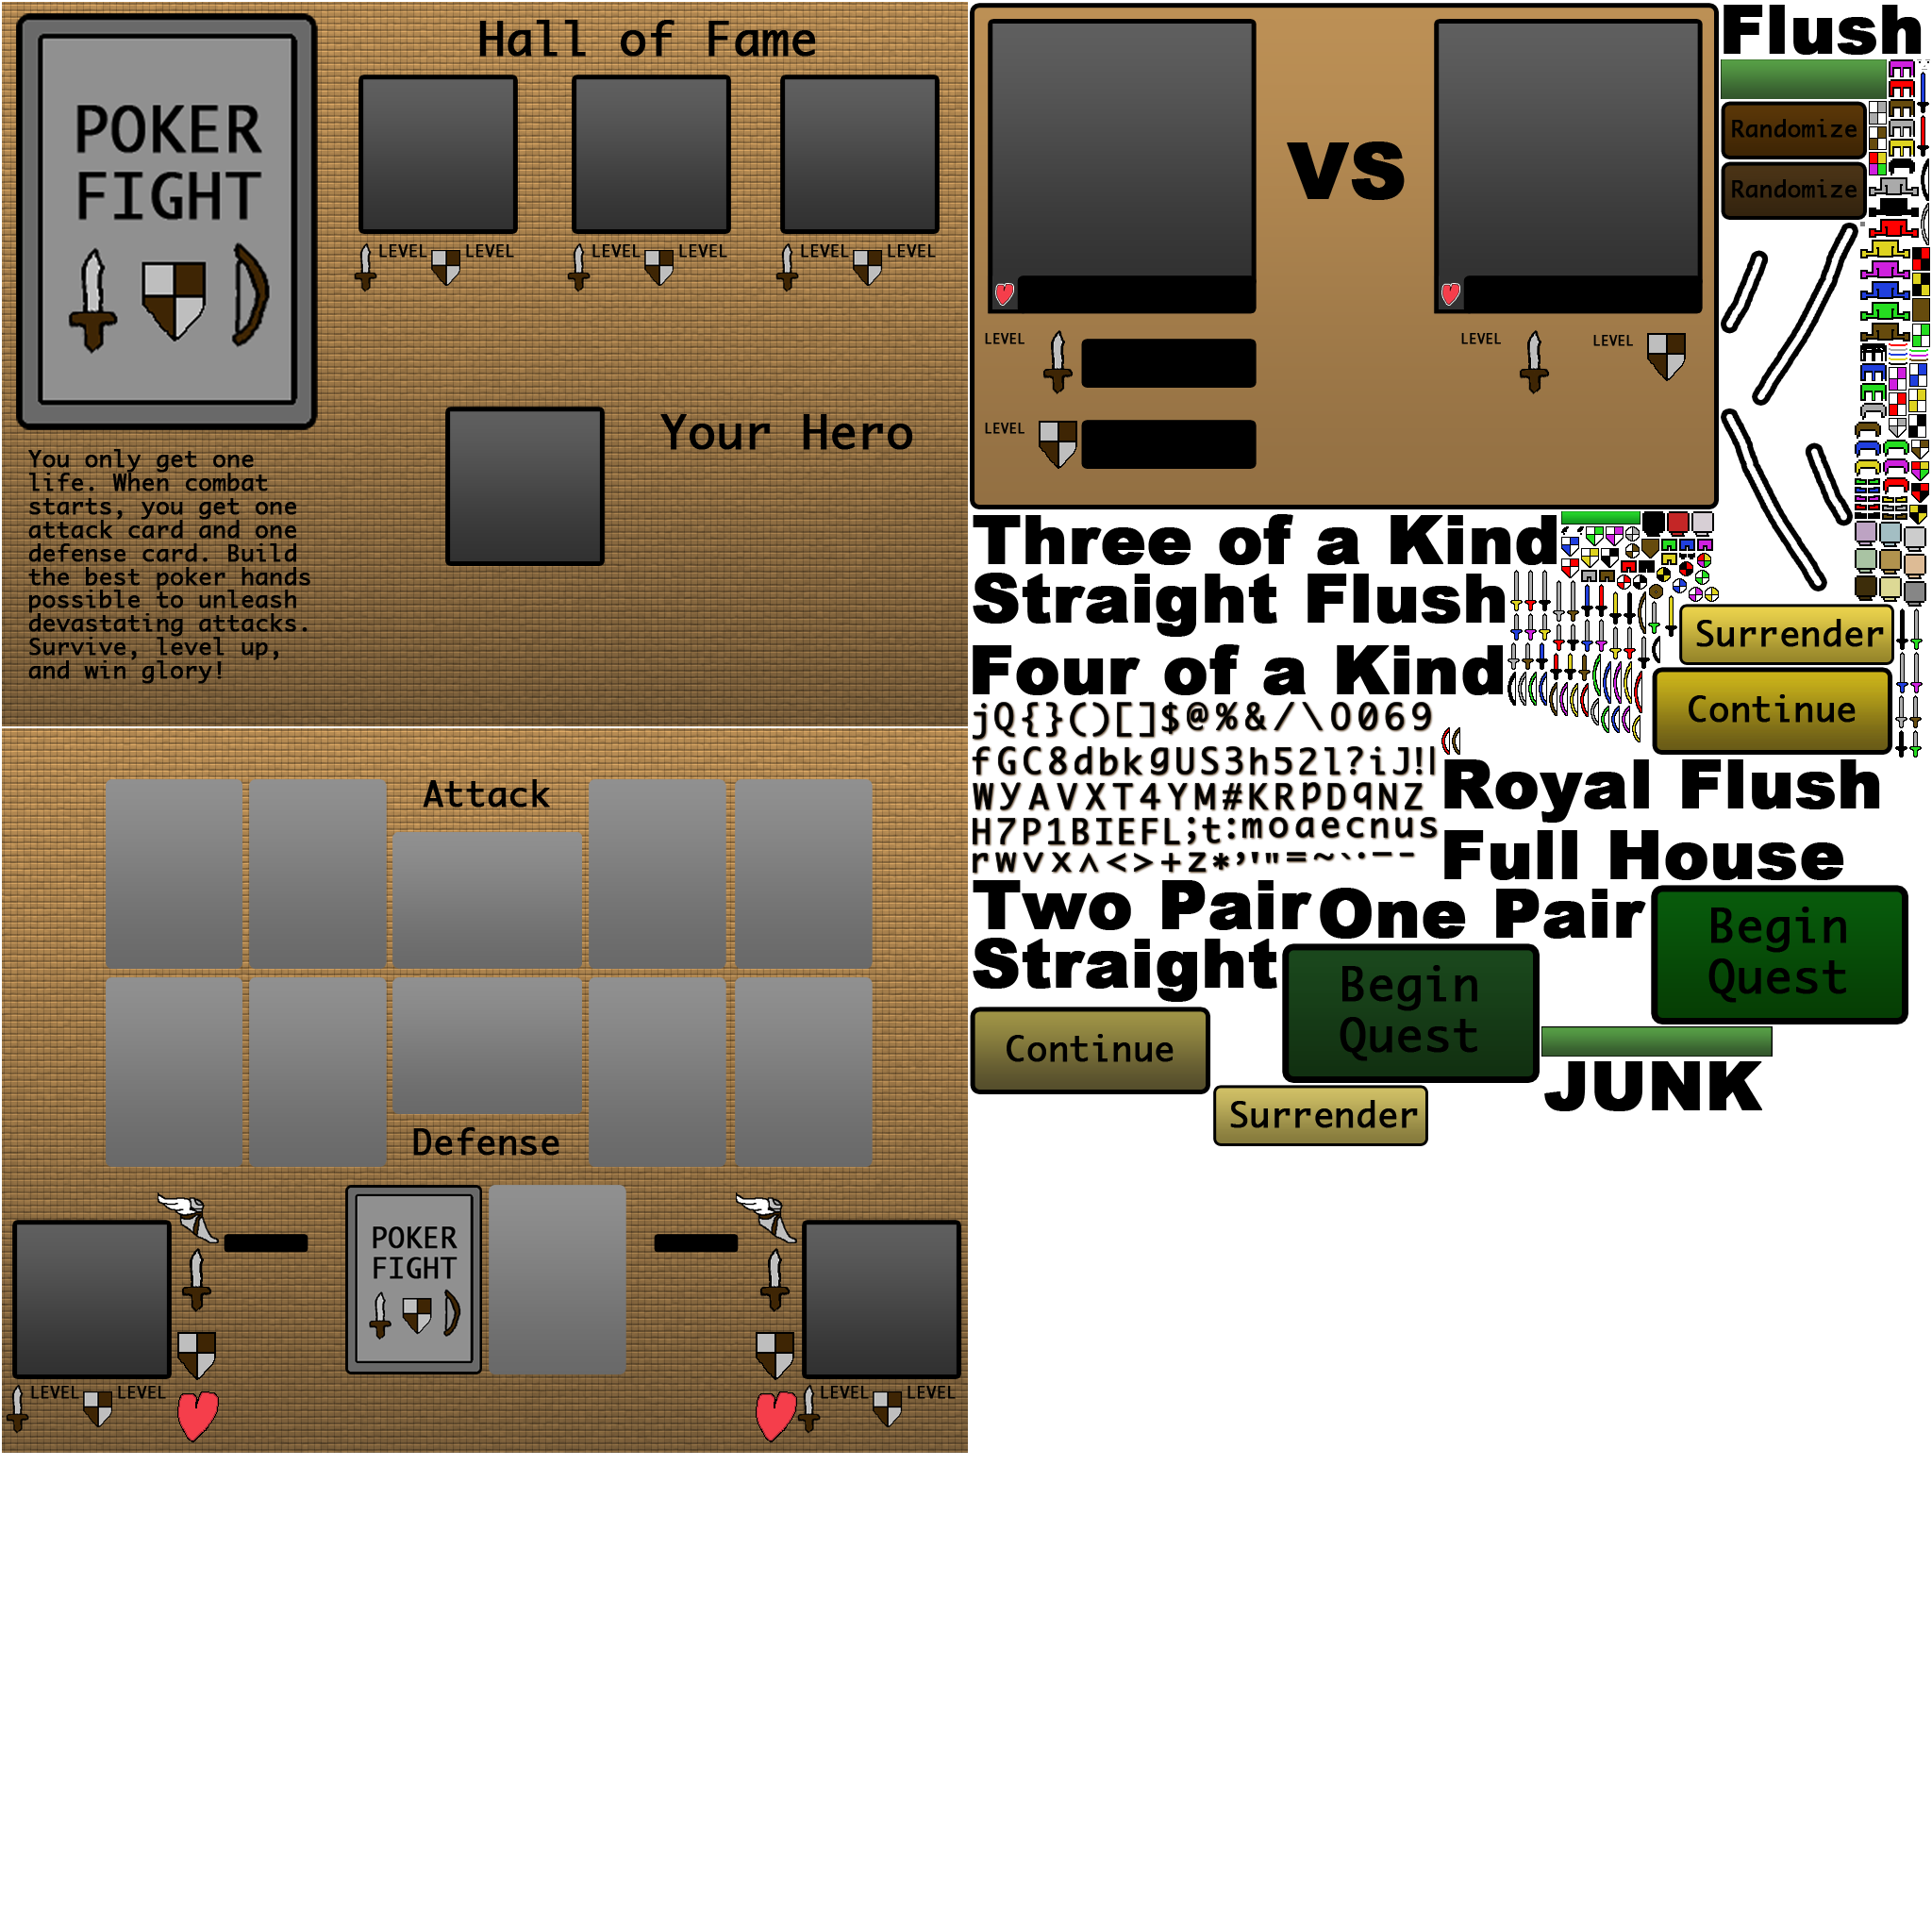 POKER
FIGHT
Hall of Fame
LEVEL LEVEL LEVEL LEVEL LEVEL LEVEL
Your Hero
You only get one
life. When combat
starts, you get one
attack card and one
defense card. Build
the best poker hands
possible to unleash
devastating attacks.
Survive, level up,
and win glory!
Attack
Defense
POKER
FIGHT
LEVEL LEVEL LEVEL LEVEL
VS
LEVEL LEVEL LEVEL
LEVEL
Flush
Randomize
Randomize
Three of a Kind
Straight Flush
Four of a Kind
Surrender
Continue
jQ{}()[]$@%&/\O069
fGC8dbkgUS3h52l?iJ!|
WyAVXT4YM#KRpDqNZ
H7P1BIEFL;t:moaecnus
rwvx^<>+z*,'"=~`.—-
Royal Flush
Full House
Two Pair
One Pair
Straight
Begin
Quest
Begin
Quest
Continue
Surrender
JUNK